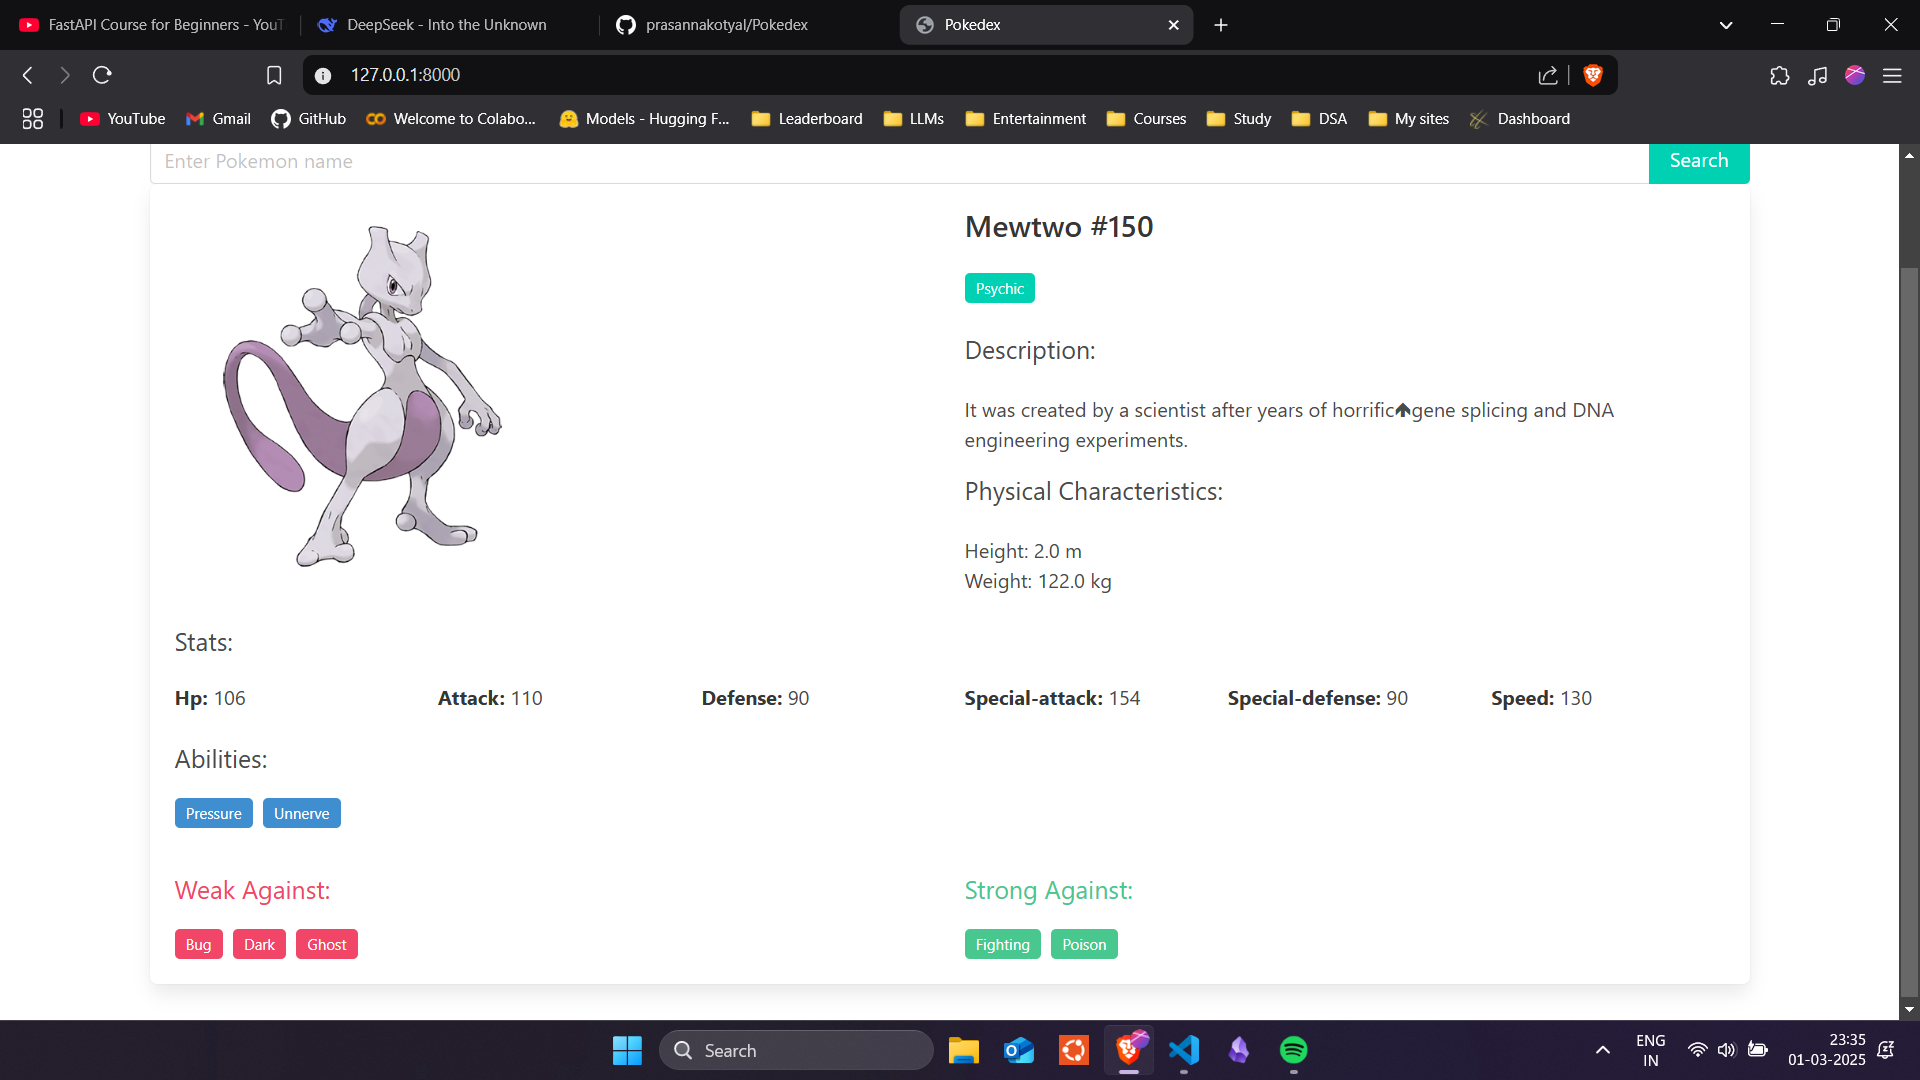 FastAPI Course for Beginners - YouT
DeepSeek - Into the Unknown
prasannakotyal/Pokedex
Pokedex
127.0.0.1:8000
YouTube
Gmail
GitHub
Welcome to Colabo...
Models - Hugging F...
Leaderboard
LLMs
Entertainment
Courses
Study
DSA
My sites
Dashboard
Enter Pokemon name
Search
Mewtwo #150
Psychic
Description:
It was created by a scientist after years of horrific🡹gene splicing and DNA
engineering experiments.
Physical Characteristics:
Height: 2.0 m
Weight: 122.0 kg
Stats:
Hp: 106
Attack: 110
Defense: 90
Special-attack: 154
Special-defense: 90
Speed: 130
Abilities:
Pressure
Unnerve
Weak Against:
Bug
Dark
Ghost
Strong Against:
Fighting
Poison
Search
ENG
IN
23:35
01-03-2025